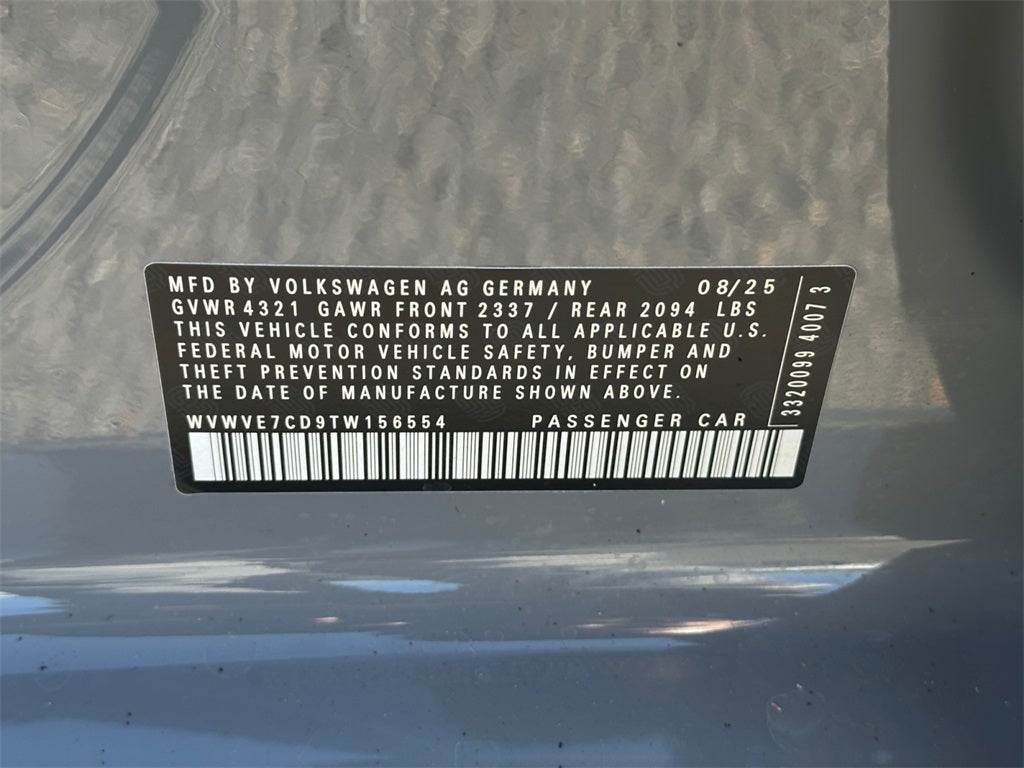 MFD BY VOLKSWAGEN AG GERMANY 08/25
GVWR 4321 GAWR FRONT 2337 / REAR 2094 LBS
THIS VEHICLE CONFORMS TO ALL APPLICABLE U.S.
FEDERAL MOTOR VEHICLE SAFETY, BUMPER AND
THEFT PREVENTION STANDARDS IN EFFECT ON
THE DATE OF MANUFACTURE SHOWN ABOVE.
WVWVE7CD9TW156554 PASSENGER CAR
3320099 4007 3